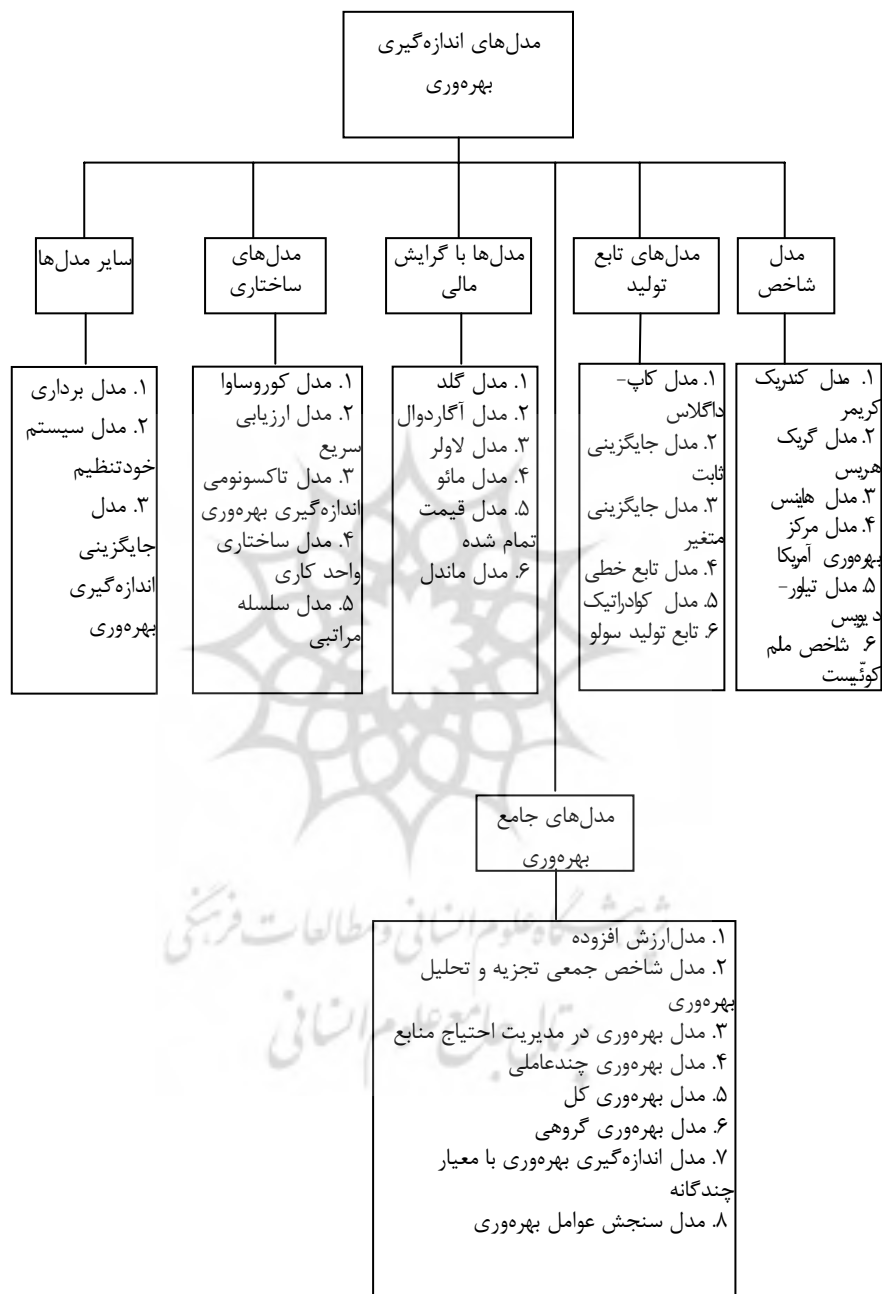 مدل‌های اندازه‌گیری
بهره‌وری
مدل
شاخص
مدل‌های تابع
تولید
مدل‌ها با گرایش
مالی
مدل‌های
ساختاری
سایر مدل‌ها
۱. مدل کندریک
کریمر
۲. مدل گریک
هریس
۳. مدل هاینس
۴. مدل مرکز
بهره‌وری آمریکا
۵. مدل تیلور-
دیویس
۶. شاخص ملم
کوئیست
۱. مدل کاپ-
داگلاس
۲. مدل جایگزینی
ثابت
۳. مدل جایگزینی
متغیر
۴. مدل تابع خطی
۵. مدل کوادراتیک
۶. تابع تولید سولو
۱. مدل گلد
۲. مدل آگاردوال
۳. مدل لاولر
۴. مدل مائو
۵. مدل قیمت
تمام شده
۶. مدل ماندل
۱. مدل کوروساوا
۲. مدل ارزیابی
سریع
۳. مدل تاکسونومی
اندازه‌گیری بهره‌وری
۴. مدل ساختاری
واحد کاری
۵. مدل سلسله
مراتبی
۱. مدل برداری
۲. مدل سیستم
خودتنظیم
۳. مدل
جایگزینی
اندازه‌گیری
بهره‌وری
مدل‌های جامع
بهره‌وری
۱. مدل ارزش افزوده
۲. مدل شاخص جمعی تجزیه و تحلیل
بهره‌وری
۳. مدل بهره‌وری در مدیریت احتیاج منابع
۴. مدل بهره‌وری چندعاملی
۵. مدل بهره‌وری کل
۶. مدل بهره‌وری گروهی
۷. مدل اندازه‌گیری بهره‌وری با معیار
چندگانه
۸. مدل سنجش عوامل بهره‌وری
پژوهشگاه علوم انسانی و مطالعات فرهنگی
پرتال جامع علوم انسانی